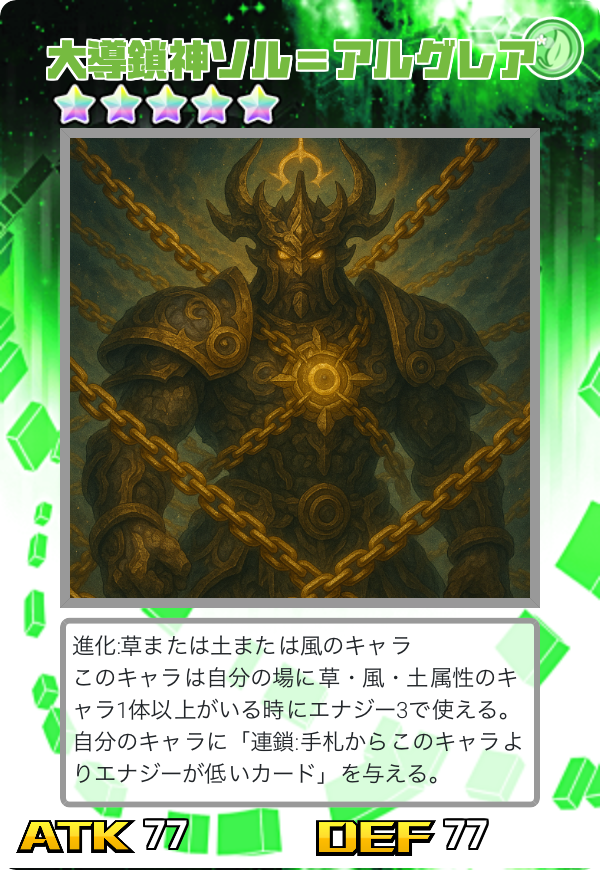 大導鎖神ソル＝アルグレア
進化:草または土または風のキャラ
このキャラは自分の場に草・風・土属性のキ
ャラ1体以上がいる時にエナジー3で使える。
自分のキャラに「連鎖:手札からこのキャラよ
りエナジーが低いカード」を与える。
ATK 77 DEF 77